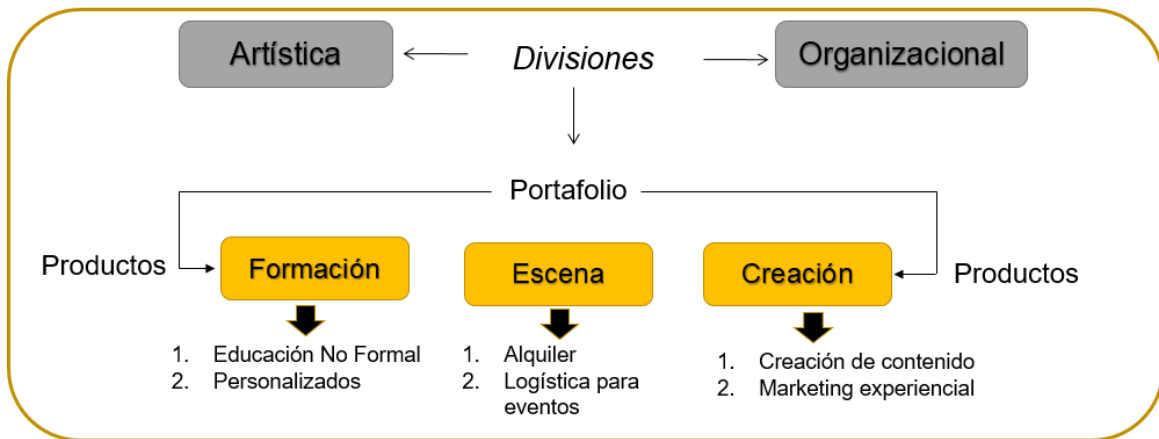 Artística
Divisiones
Organizacional
Portafolio
Productos
Formación
Escena
Creación
Productos
1. Educación No Formal
2. Personalizados
1. Alquiler
2. Logística para
eventos
1. Creación de contenido
2. Marketing experiencial